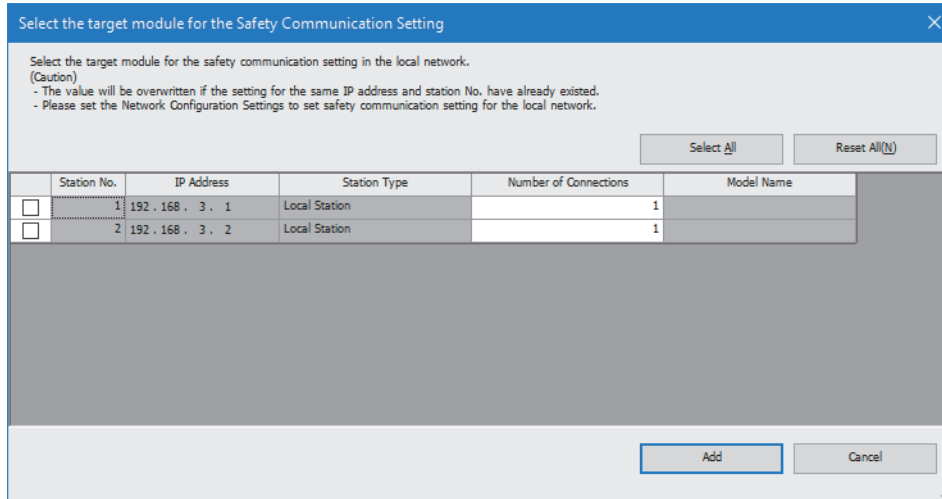 Select the target module for the Safety Communication Setting
Select the target module for the safety communication setting in the local network.
(Caution)
- The value will be overwritten if the setting for the same IP address and station No. have already existed.
- Please set the Network Configuration Settings to set safety communication setting for the local network.
Select All Reset All(N)
Station No. IP Address Station Type Number of Connections Model Name
1 192 . 168 . 3 . 1 Local Station 1
2 192 . 168 . 3 . 2 Local Station 1
Add Cancel